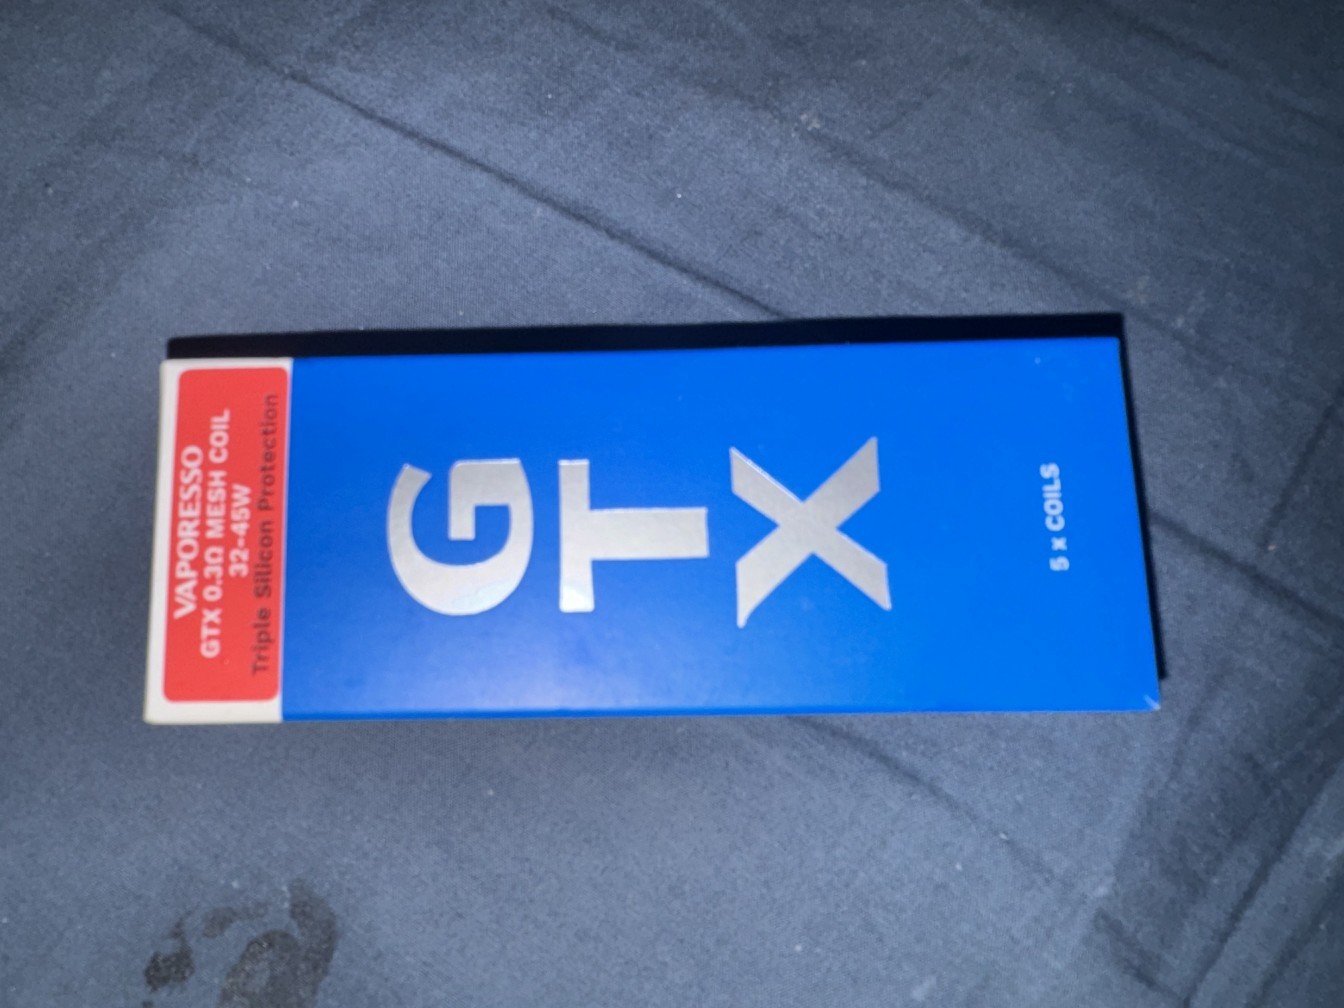 VAPORESSO
GTX 0.3Ω MESH COIL
32-45W
Triple Silicon Protection
GTX
5 x COILS